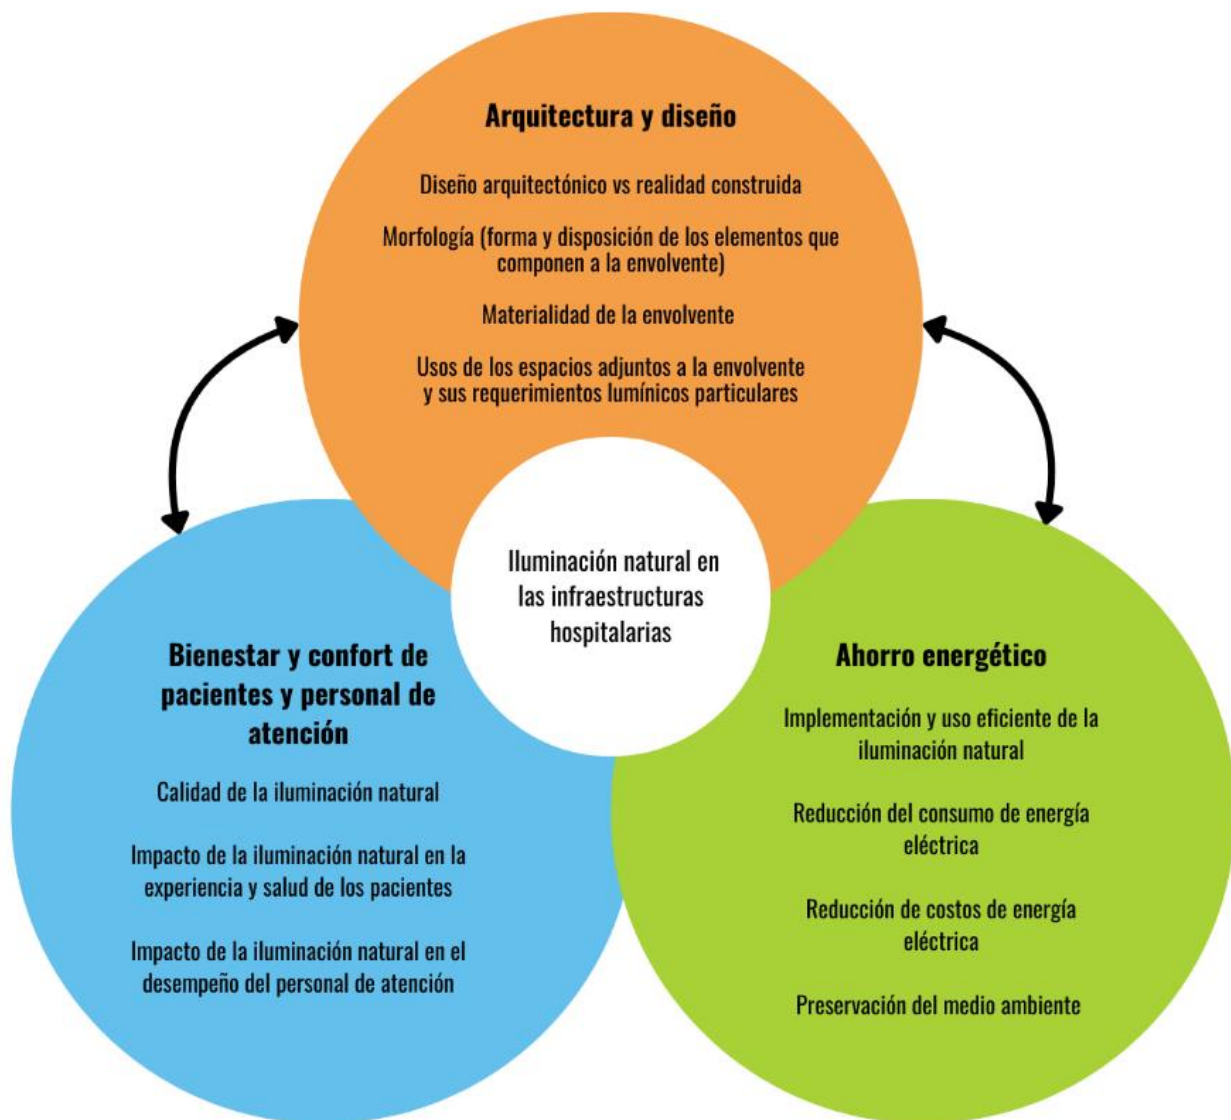 Arquitectura y diseño
Diseño arquitectónico vs realidad construida
Morfología (forma y disposición de los elementos que
componen a la envolvente)
Materialidad de la envolvente
Usos de los espacios adjuntos a la envolvente
y sus requerimientos lumínicos particulares
Iluminación natural en
las infraestructuras
hospitalarias
Bienestar y confort de
pacientes y personal de
atención
Calidad de la iluminación natural
Impacto de la iluminación natural en la
experiencia y salud de los pacientes
Impacto de la iluminación natural en el
desempeño del personal de atención
Ahorro energético
Implementación y uso eficiente de la
iluminación natural
Reducción del consumo de energía
eléctrica
Reducción de costos de energía
eléctrica
Preservación del medio ambiente